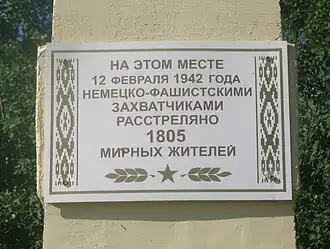 НА ЭТОМ МЕСТЕ
12 ФЕВРАЛЯ 1942 ГОДА
НЕМЕЦКО-ФАШИСТСКИМИ
ЗАХВАТЧИКАМИ
РАССТРЕЛЯНО
1805
МИРНЫХ ЖИТЕЛЕЙ